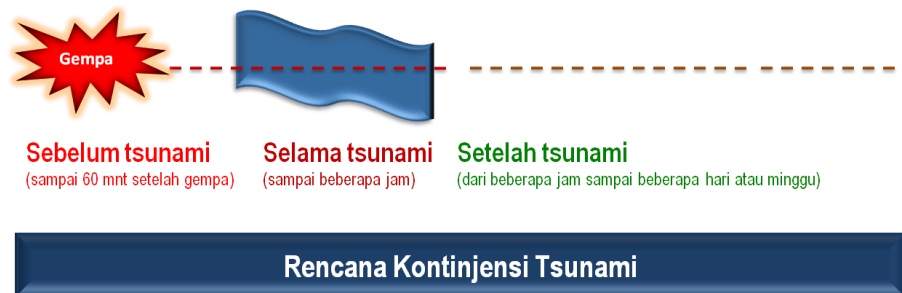 Gempa
Sebelum tsunami
(sampai 60 mnt setelah gempa)
Selama tsunami
(sampai beberapa jam)
Setelah tsunami
(dari beberapa jam sampai beberapa hari atau minggu)
Rencana Kontinjensi Tsunami